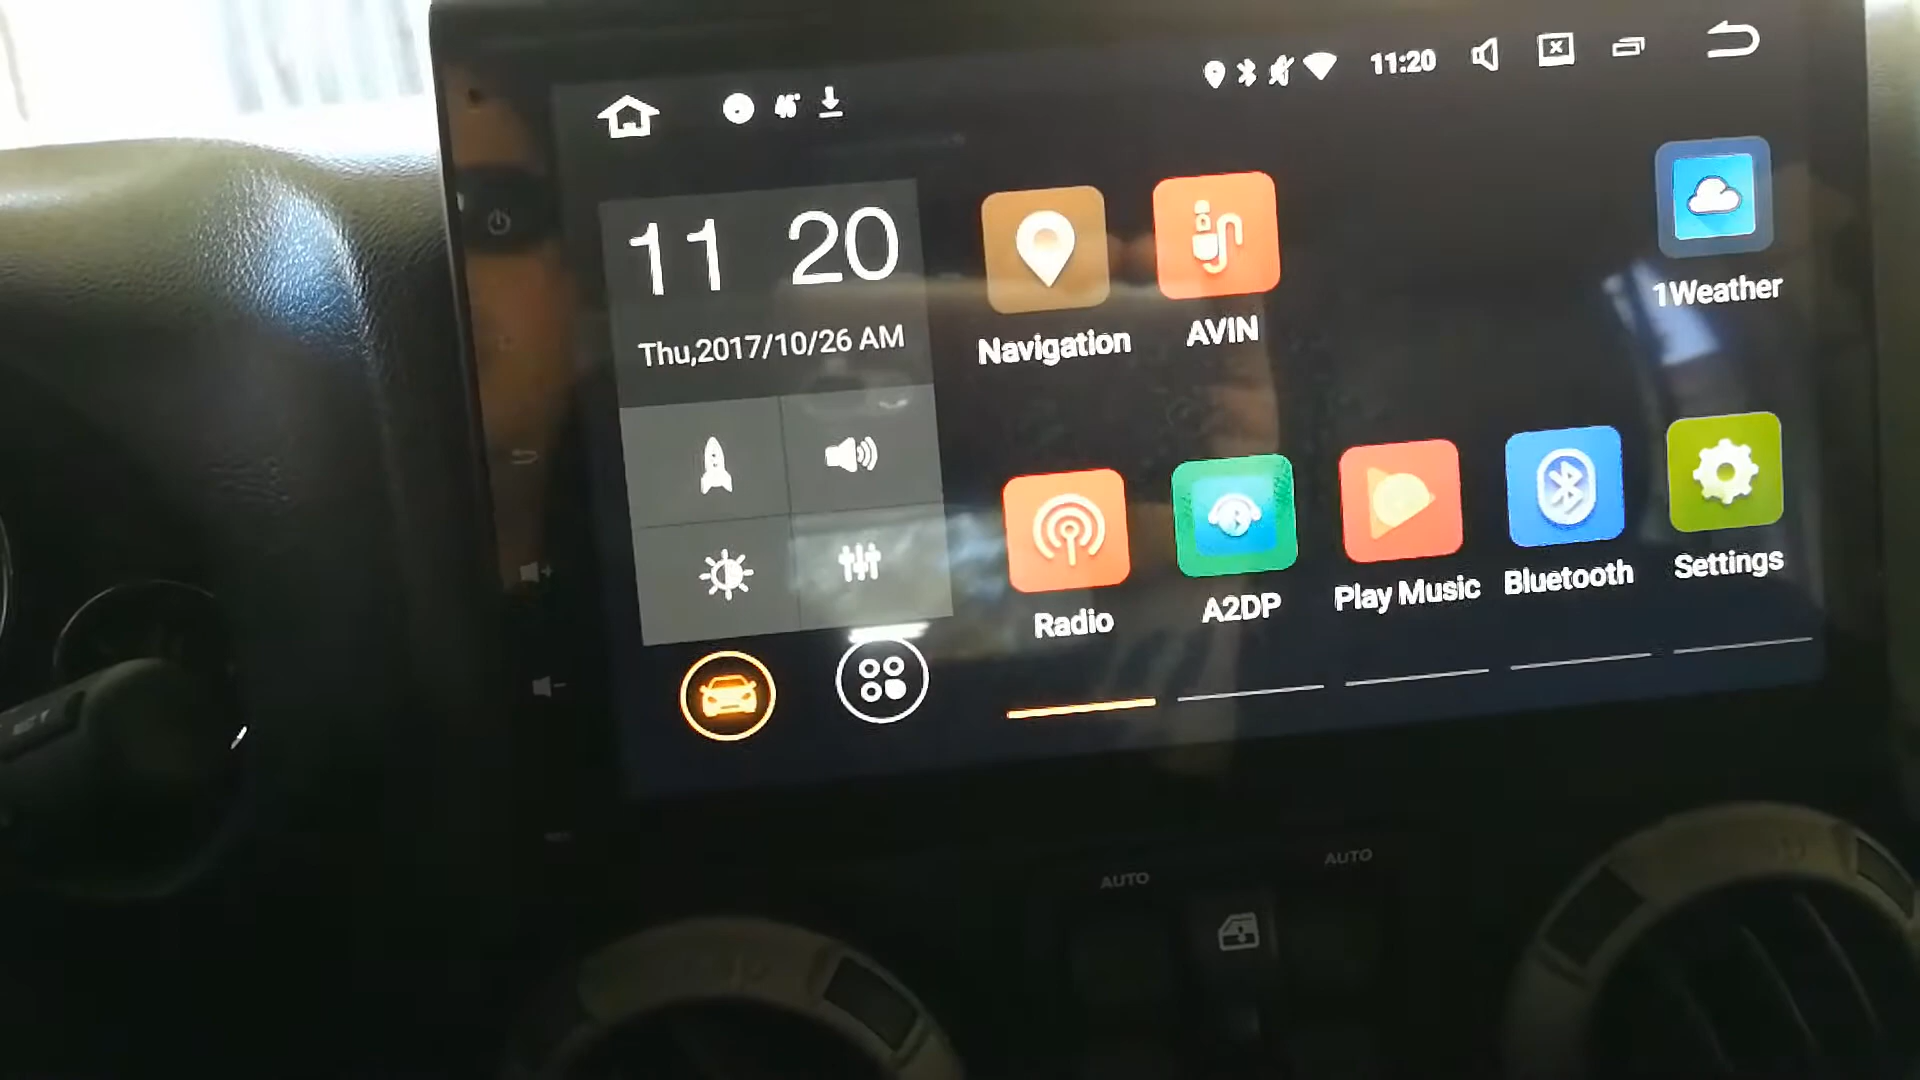 46°
11:20
11 20
Thu,2017/10/26 AM
Navigation
AVIN
1Weather
Radio
A2DP
Play Music
Bluetooth
Settings
AUTO
AUTO